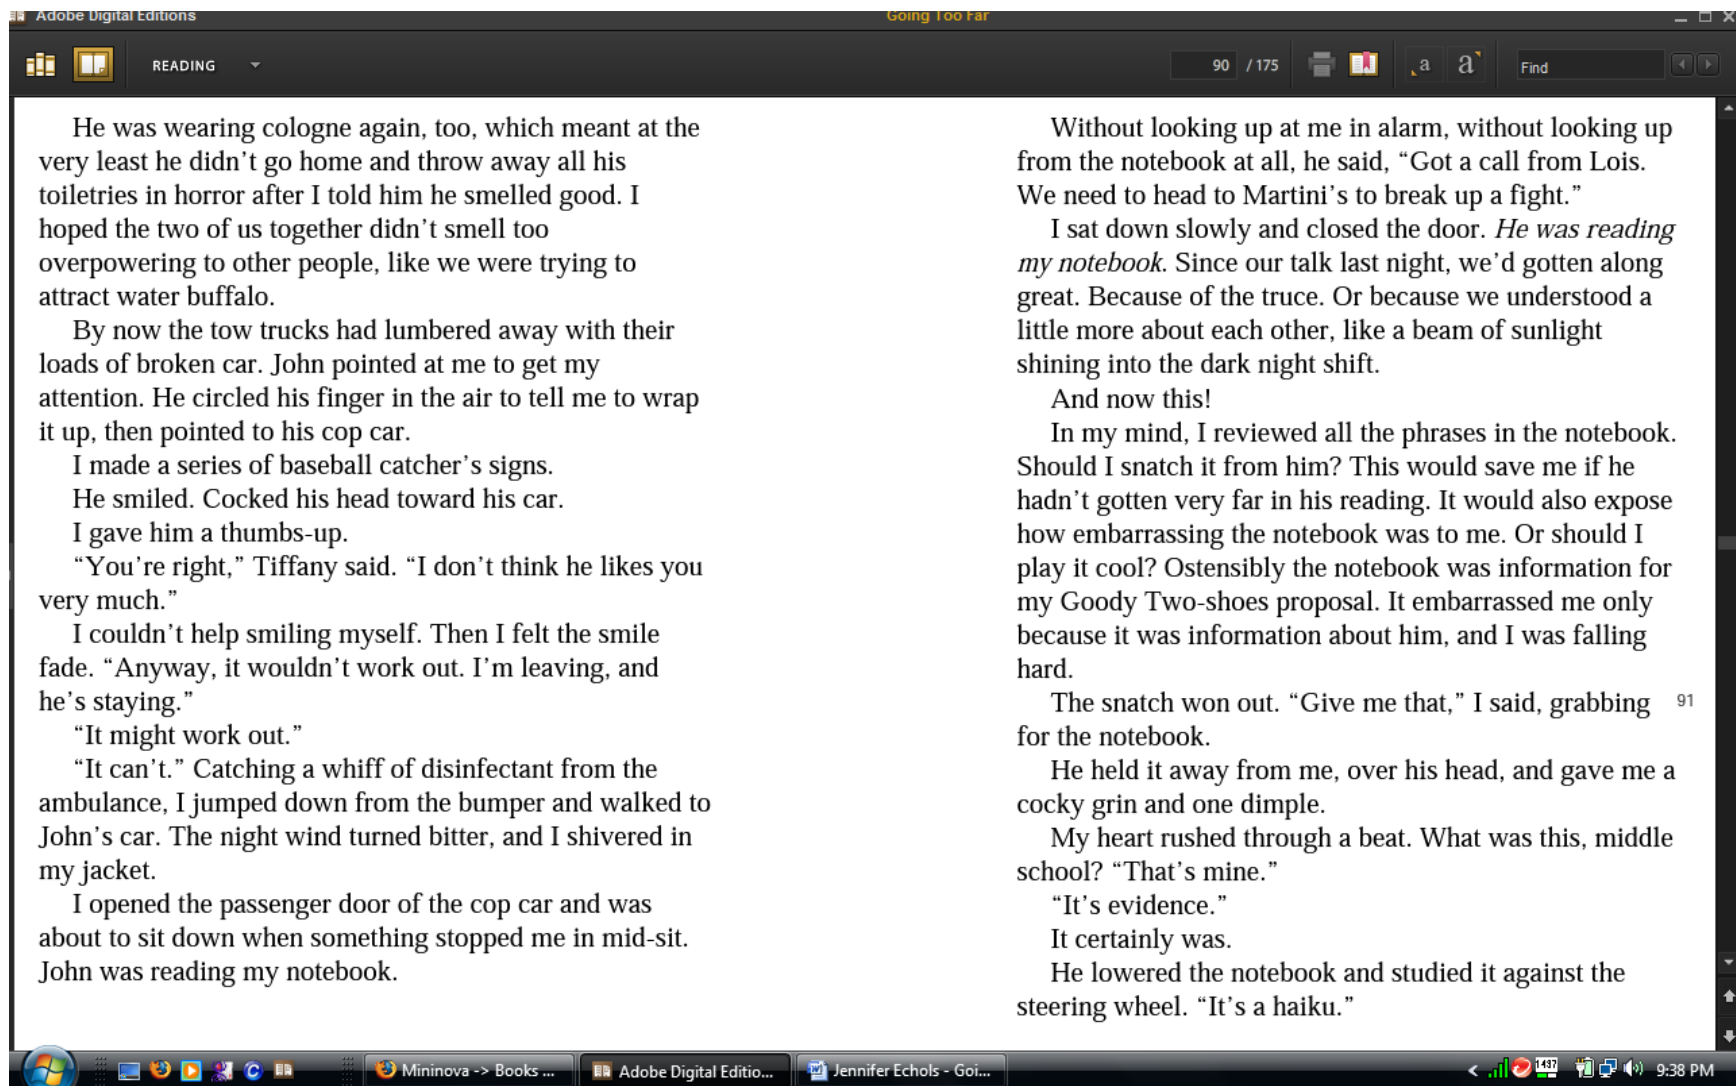 Adobe Digital Editions
Going Too Far
READING
90 / 175
a
a
Find
He was wearing cologne again, too, which meant at the
very least he didn’t go home and throw away all his
toiletries in horror after I told him he smelled good. I
hoped the two of us together didn’t smell too
overpowering to other people, like we were trying to
attract water buffalo.
By now the tow trucks had lumbered away with their
loads of broken car. John pointed at me to get my
attention. He circled his finger in the air to tell me to wrap
it up, then pointed to his cop car.
I made a series of baseball catcher’s signs.
He smiled. Cocked his head toward his car.
I gave him a thumbs-up.
“You’re right,” Tiffany said. “I don’t think he likes you
very much.”
I couldn’t help smiling myself. Then I felt the smile
fade. “Anyway, it wouldn’t work out. I’m leaving, and
he’s staying.”
“It might work out.”
“It can’t.” Catching a whiff of disinfectant from the
ambulance, I jumped down from the bumper and walked to
John’s car. The night wind turned bitter, and I shivered in
my jacket.
I opened the passenger door of the cop car and was
about to sit down when something stopped me in mid-sit.
John was reading my notebook.
Without looking up at me in alarm, without looking up
from the notebook at all, he said, “Got a call from Lois.
We need to head to Martini’s to break up a fight.”
I sat down slowly and closed the door. He was reading
my notebook. Since our talk last night, we’d gotten along
great. Because of the truce. Or because we understood a
little more about each other, like a beam of sunlight
shining into the dark night shift.
And now this!
In my mind, I reviewed all the phrases in the notebook.
Should I snatch it from him? This would save me if he
hadn’t gotten very far in his reading. It would also expose
how embarrassing the notebook was to me. Or should I
play it cool? Ostensibly the notebook was information for
my Goody Two-shoes proposal. It embarrassed me only
because it was information about him, and I was falling
hard.
The snatch won out. “Give me that,” I said, grabbing 91
for the notebook.
He held it away from me, over his head, and gave me a
cocky grin and one dimple.
My heart rushed through a beat. What was this, middle
school? “That’s mine.”
“It’s evidence.”
It certainly was.
He lowered the notebook and studied it against the
steering wheel. “It’s a haiku.”
Mininova -> Books ...
Adobe Digital Editio...
Jennifer Echols - Goi...
9:38 PM